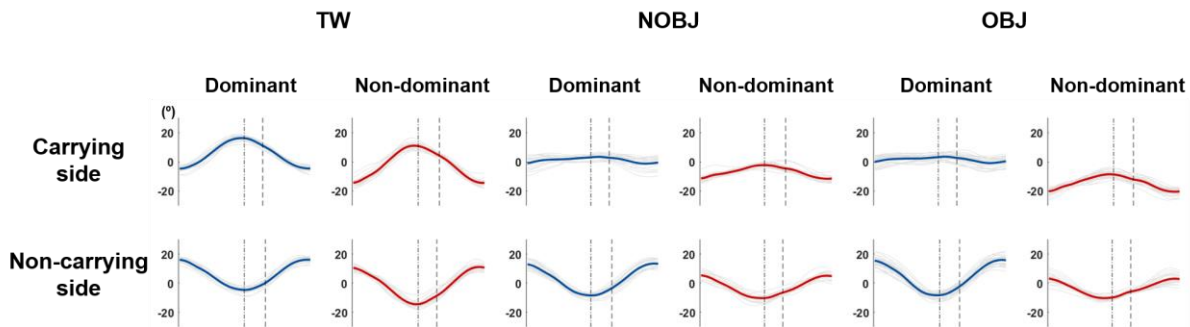 TW NOBJ OBJ
Dominant Non-dominant Dominant Non-dominant Dominant Non-dominant
(º)
Carrying
side
20 20 20 20 20 20
0 0 0 0 0 0
-20 -20 -20 -20 -20 -20
Non-carrying
side
20 20 20 20 20 20
0 0 0 0 0 0
-20 -20 -20 -20 -20 -20